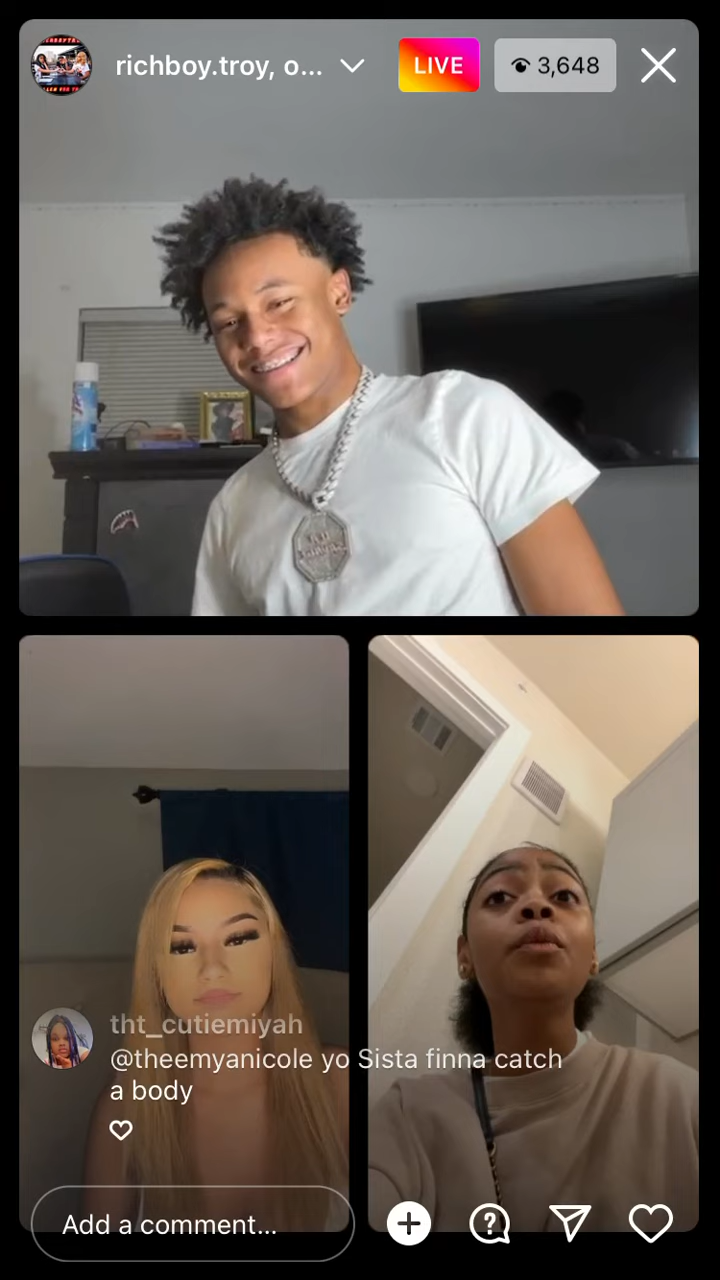 richboy.troy, o...
LIVE
3,648
tht_cutiemiyah
@theemyanicole yo Sista finna catch
a body
Add a comment...